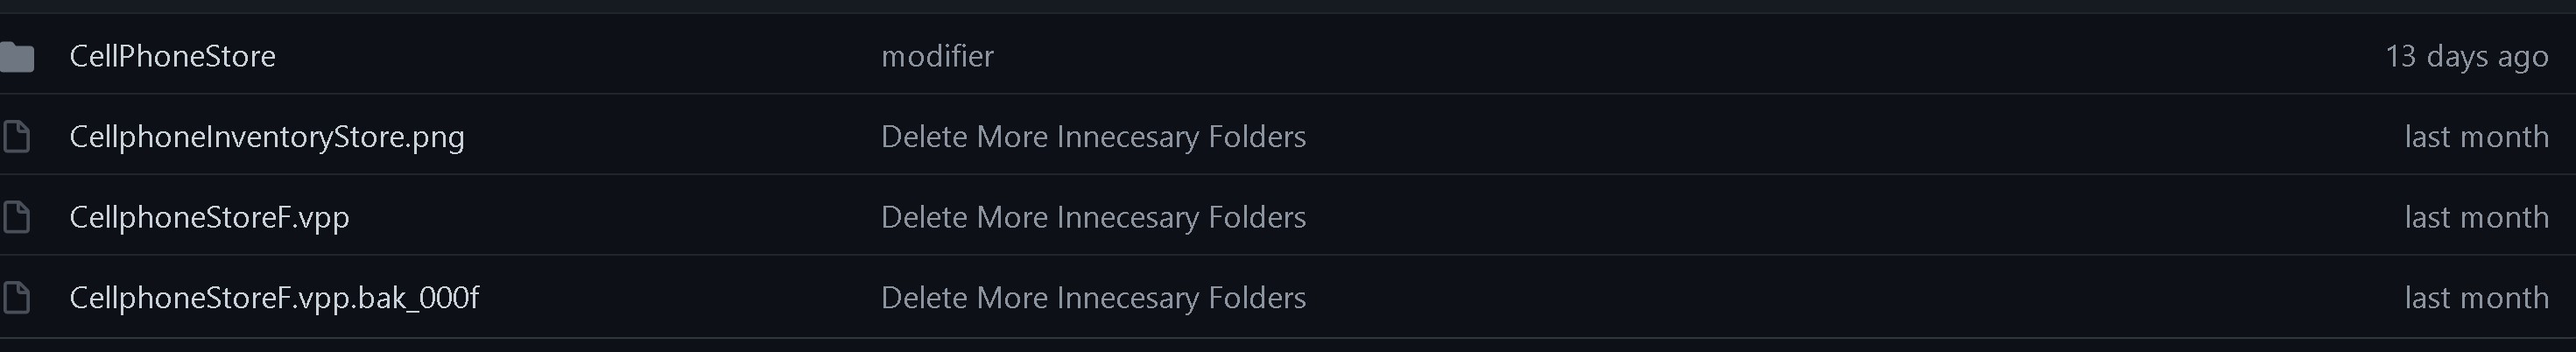 CellPhoneStore modifier 13 days ago
CellphoneInventoryStore.png Delete More Innecesary Folders last month
CellphoneStoreF.vpp Delete More Innecesary Folders last month
CellphoneStoreF.vpp.bak_000f Delete More Innecesary Folders last month